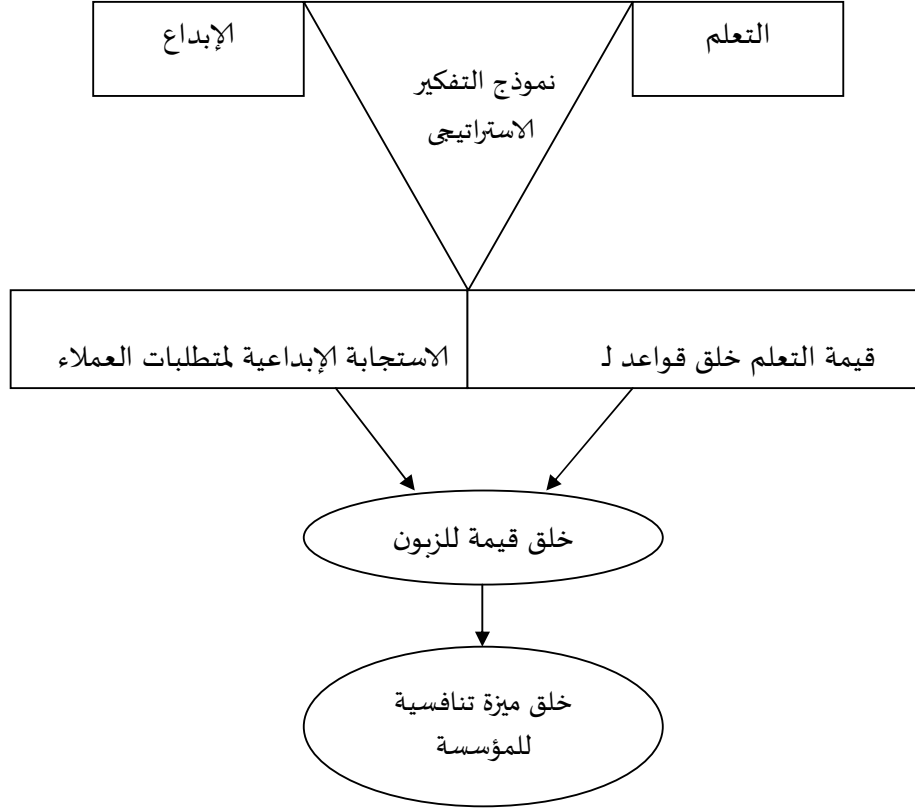 التعلم
الإبداع
نموذج التفكير
الاستراتيجي
قيمة التعلم خلق قواعد لـ
الاستجابة الإبداعية لمتطلبات العملاء
خلق قيمة للزبون
خلق ميزة تنافسية
للمؤسسة